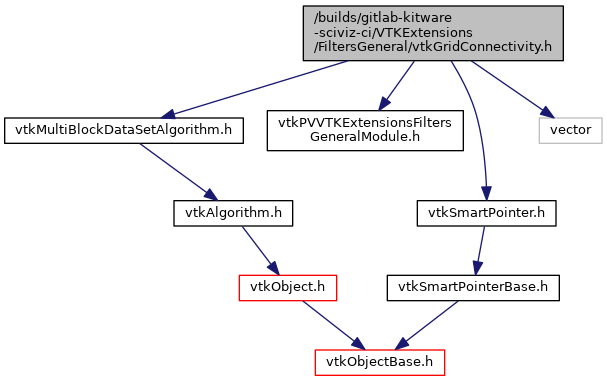 /builds/gitlab-kitware
-sciviz-ci/VTKExtensions
/FiltersGeneral/vtkGridConnectivity.h
vtkMultiBlockDataSetAlgorithm.h
vtkPVVTKExtensionsFilters
GeneralModule.h
vector
vtkAlgorithm.h
vtkSmartPointer.h
vtkObject.h
vtkSmartPointerBase.h
vtkObjectBase.h